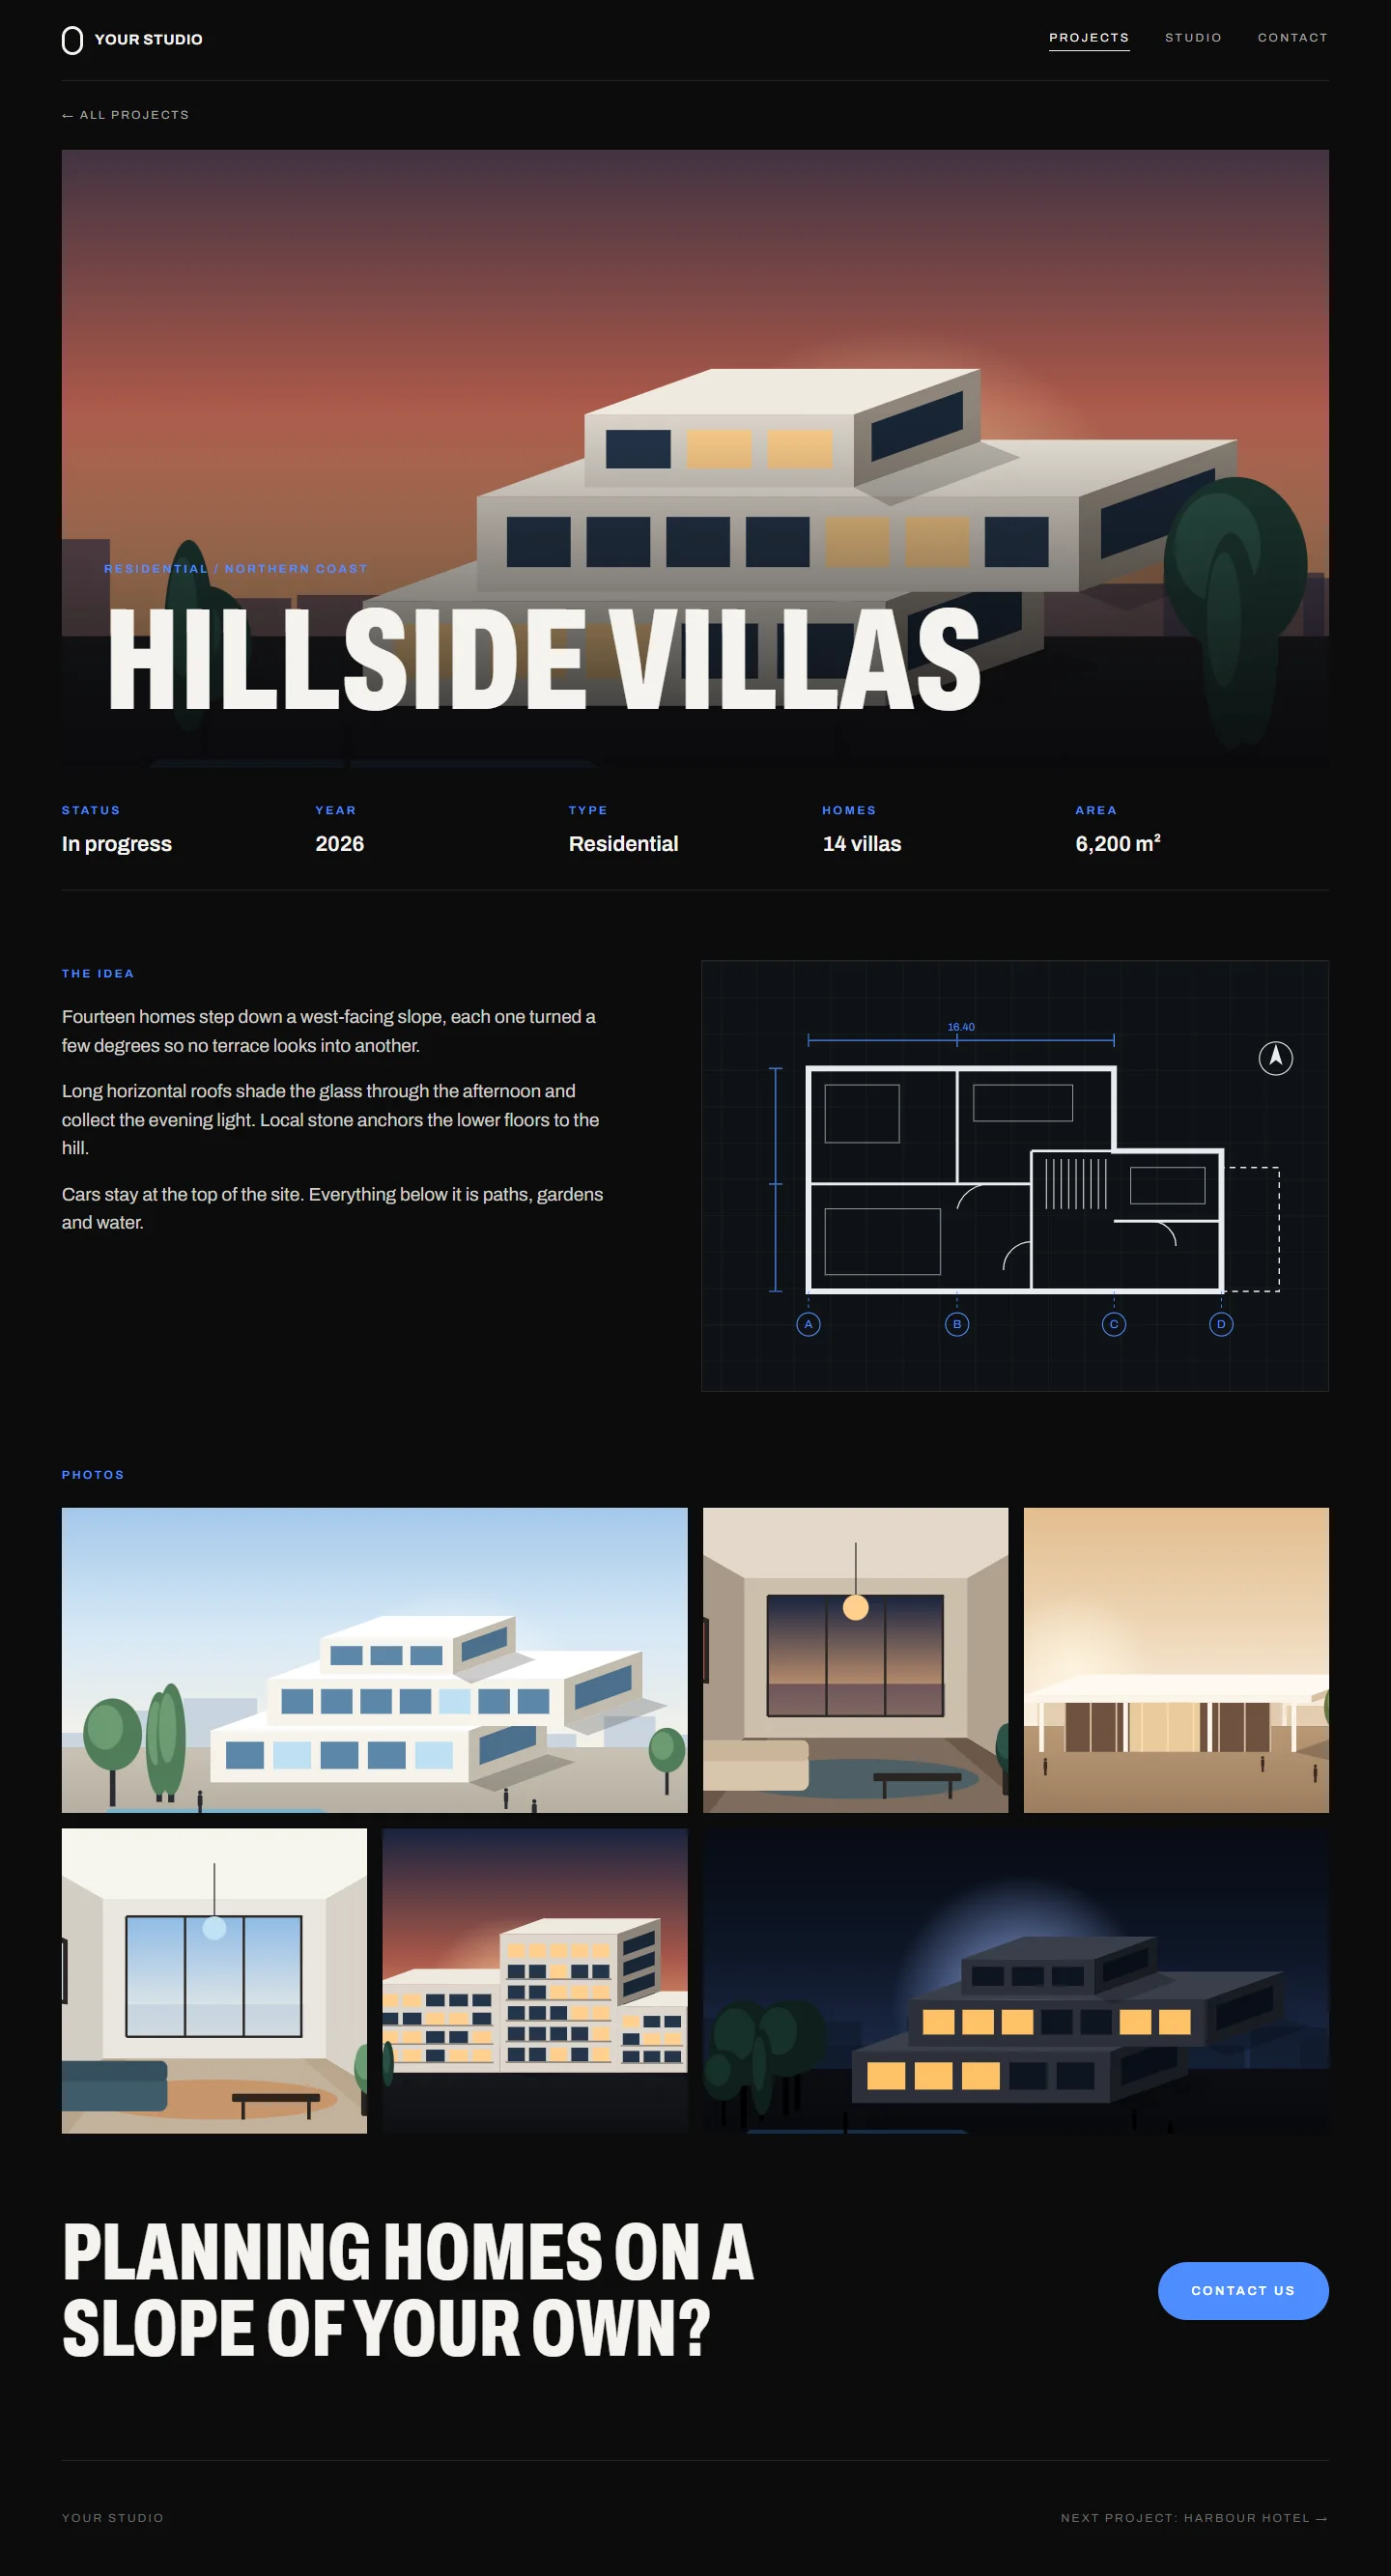 YOUR STUDIO
PROJECTS
STUDIO
CONTACT
← ALL PROJECTS
RESIDENTIAL / NORTHERN COAST
HILLSIDE VILLAS
STATUS
In progress
YEAR
2026
TYPE
Residential
HOMES
14 villas
AREA
6,200 m²
THE IDEA
Fourteen homes step down a west-facing slope, each one turned a
few degrees so no terrace looks into another.
Long horizontal roofs shade the glass through the afternoon and
collect the evening light. Local stone anchors the lower floors to the
hill.
Cars stay at the top of the site. Everything below it is paths, gardens
and water.
16.40
A
B
C
D
PHOTOS
PLANNING HOMES ON A
SLOPE OF YOUR OWN?
CONTACT US
YOUR STUDIO
NEXT PROJECT: HARBOUR HOTEL →